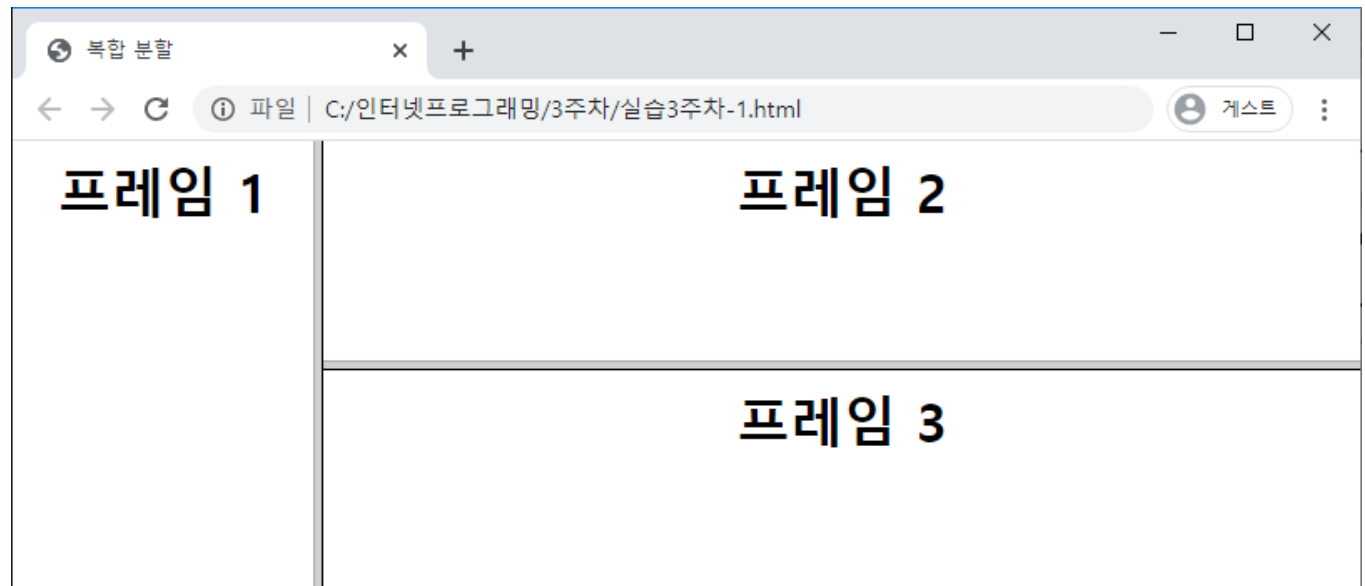 복합 분할
파일 | C:/인터넷프로그래밍/3주차/실습3주차-1.html
게스트
프레임 1
프레임 2
프레임 3